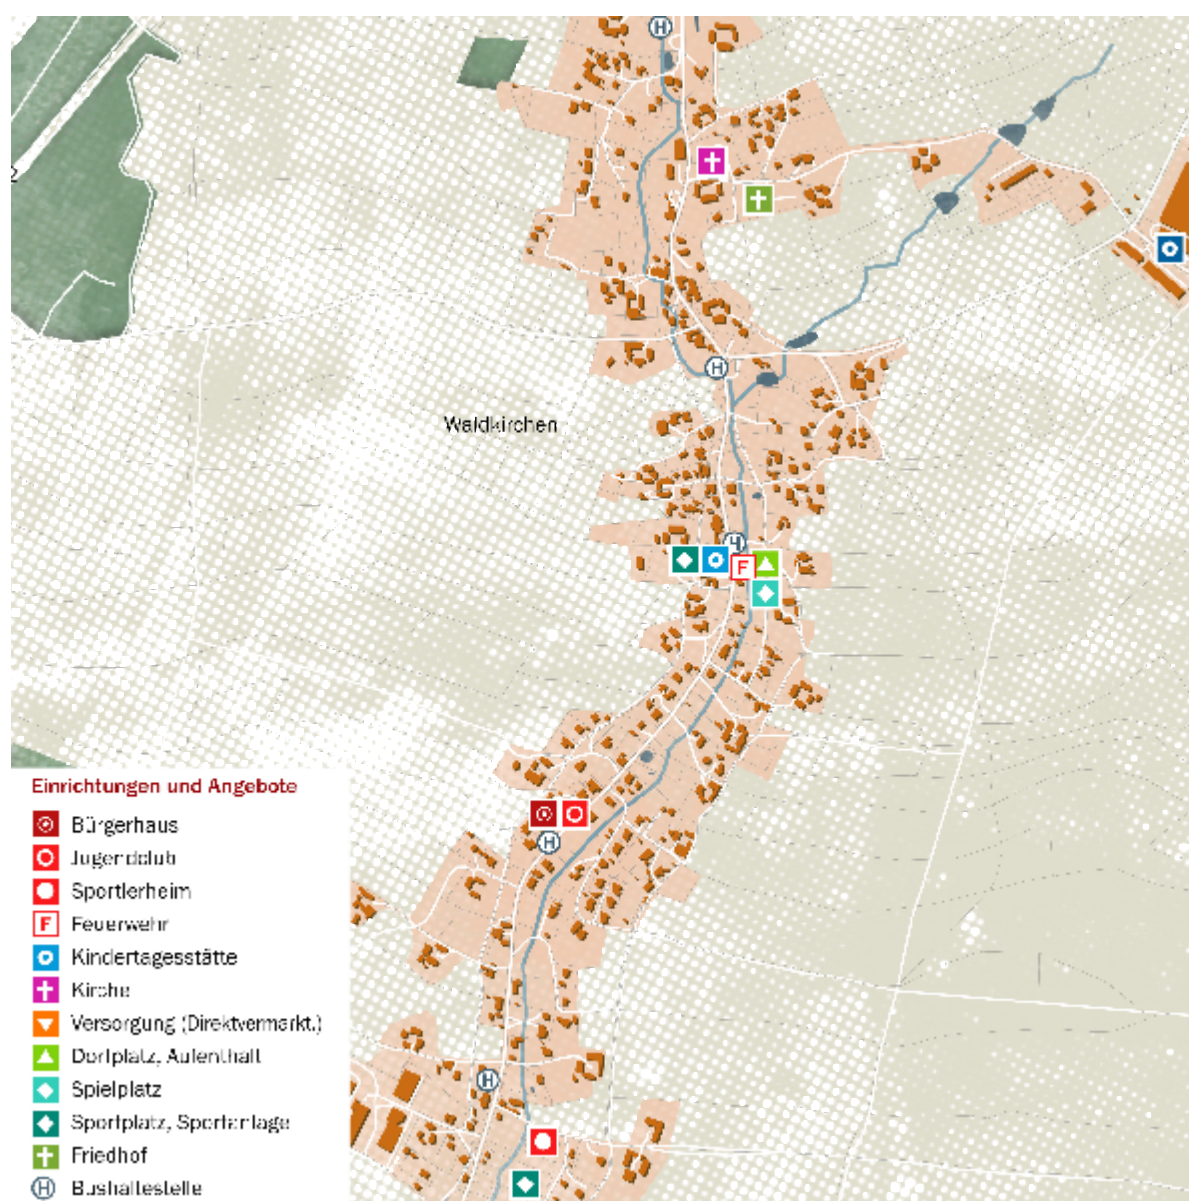 2
H
H
Waldkirchen
H
F
Einrichtungen und Angebote
Bürgerhaus
H
Jugendclub
Sportlerheim
F Feuerwehr
Kindertagesstätte
Kirche
Versorgung (Direktvermarkt.)
Dorfplatz, Aufenthalt
H
Spielplatz
Sportplatz, Sportanlage
Friedhof
H Bushaltestelle